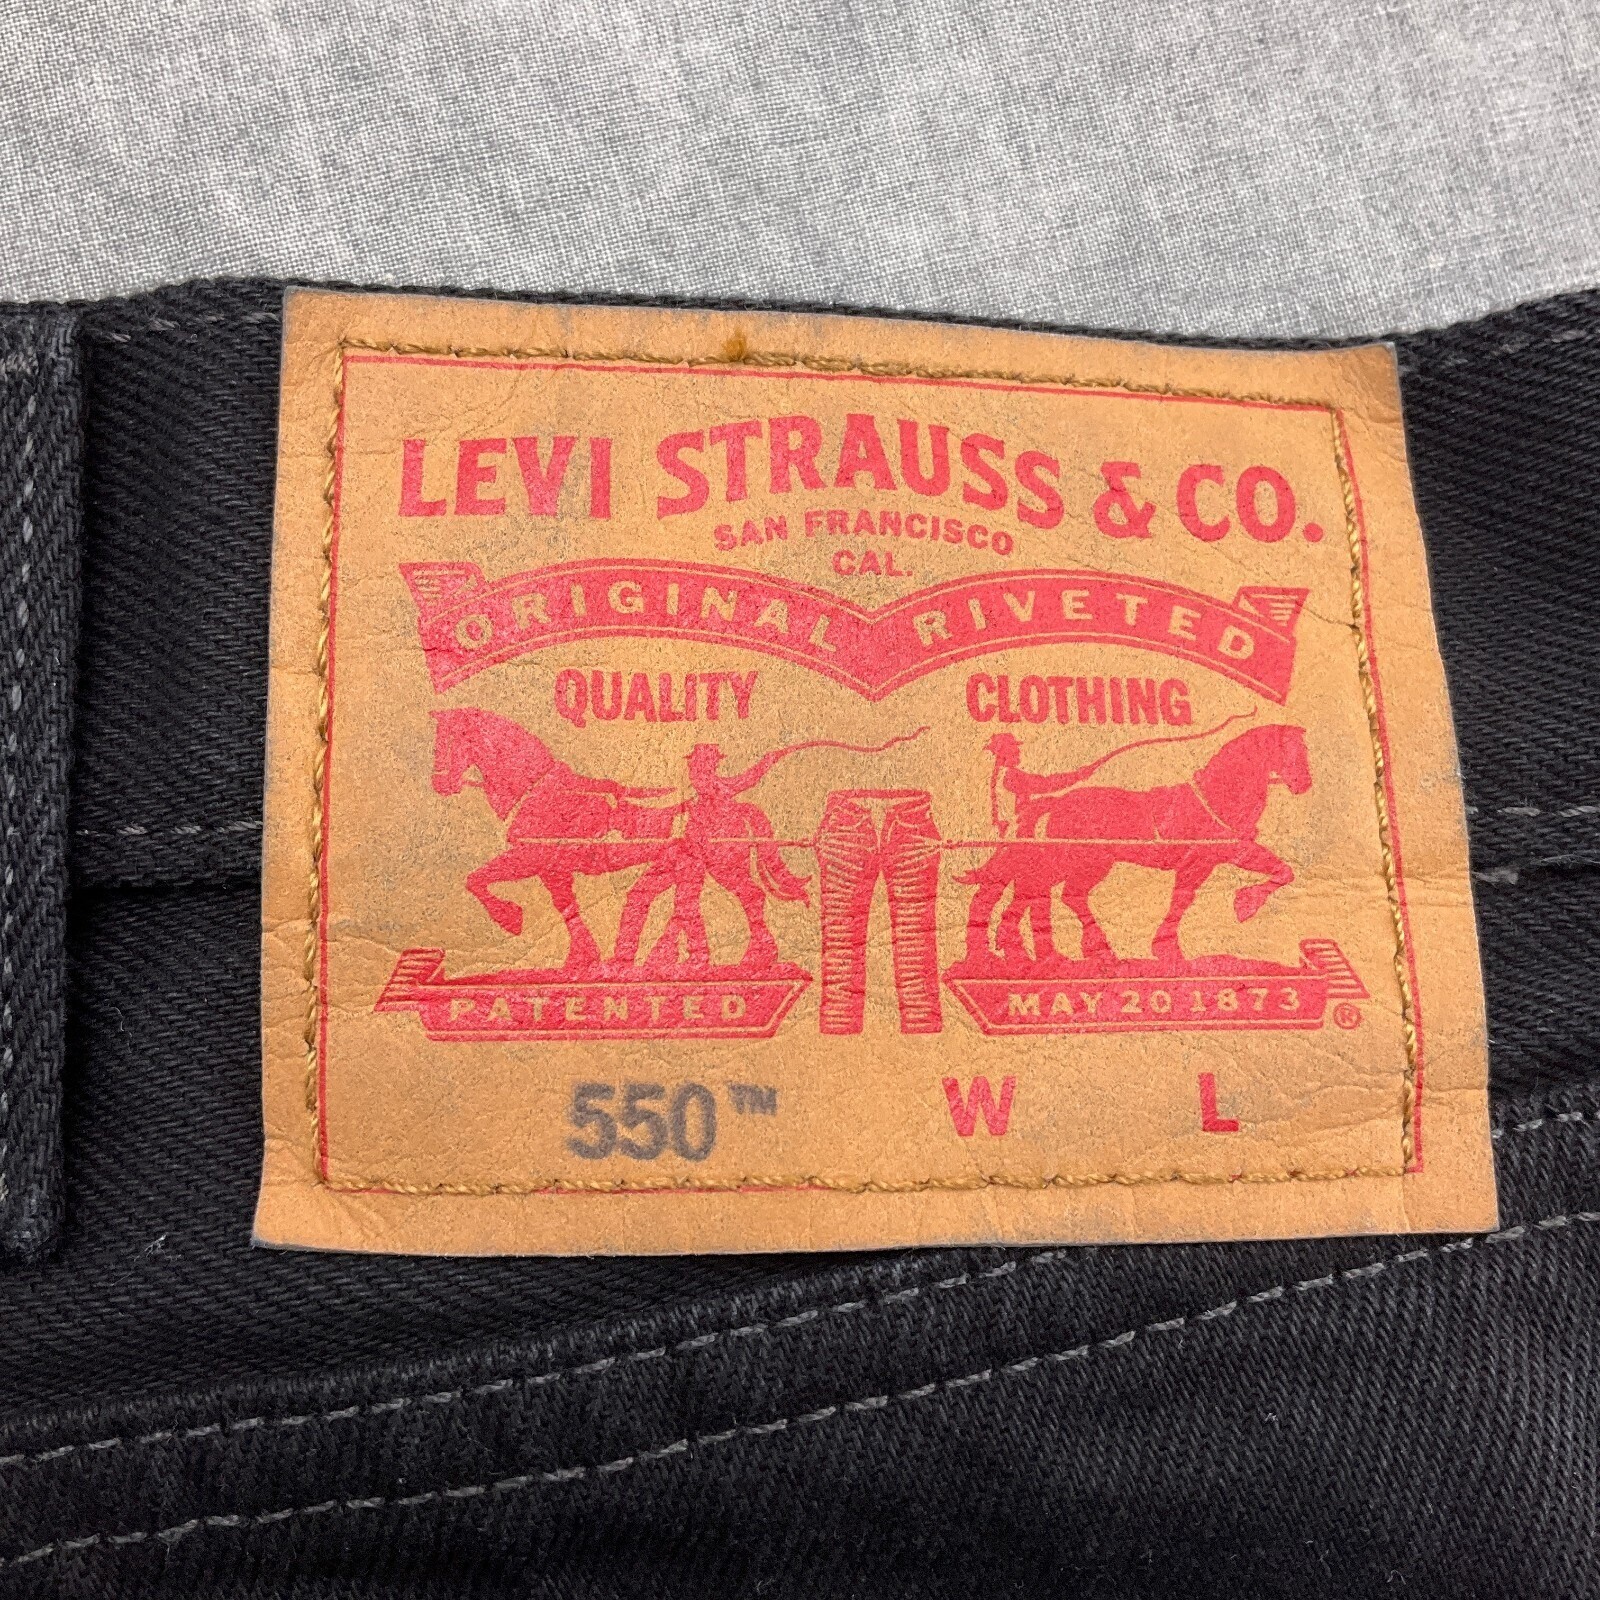 LEVI STRAUSS & CO.
SAN FRANCISCO
CAL.
ORIGINAL RIVETED
QUALITY CLOTHING
PATENTED MAY 20 1873 ®
550™ W L